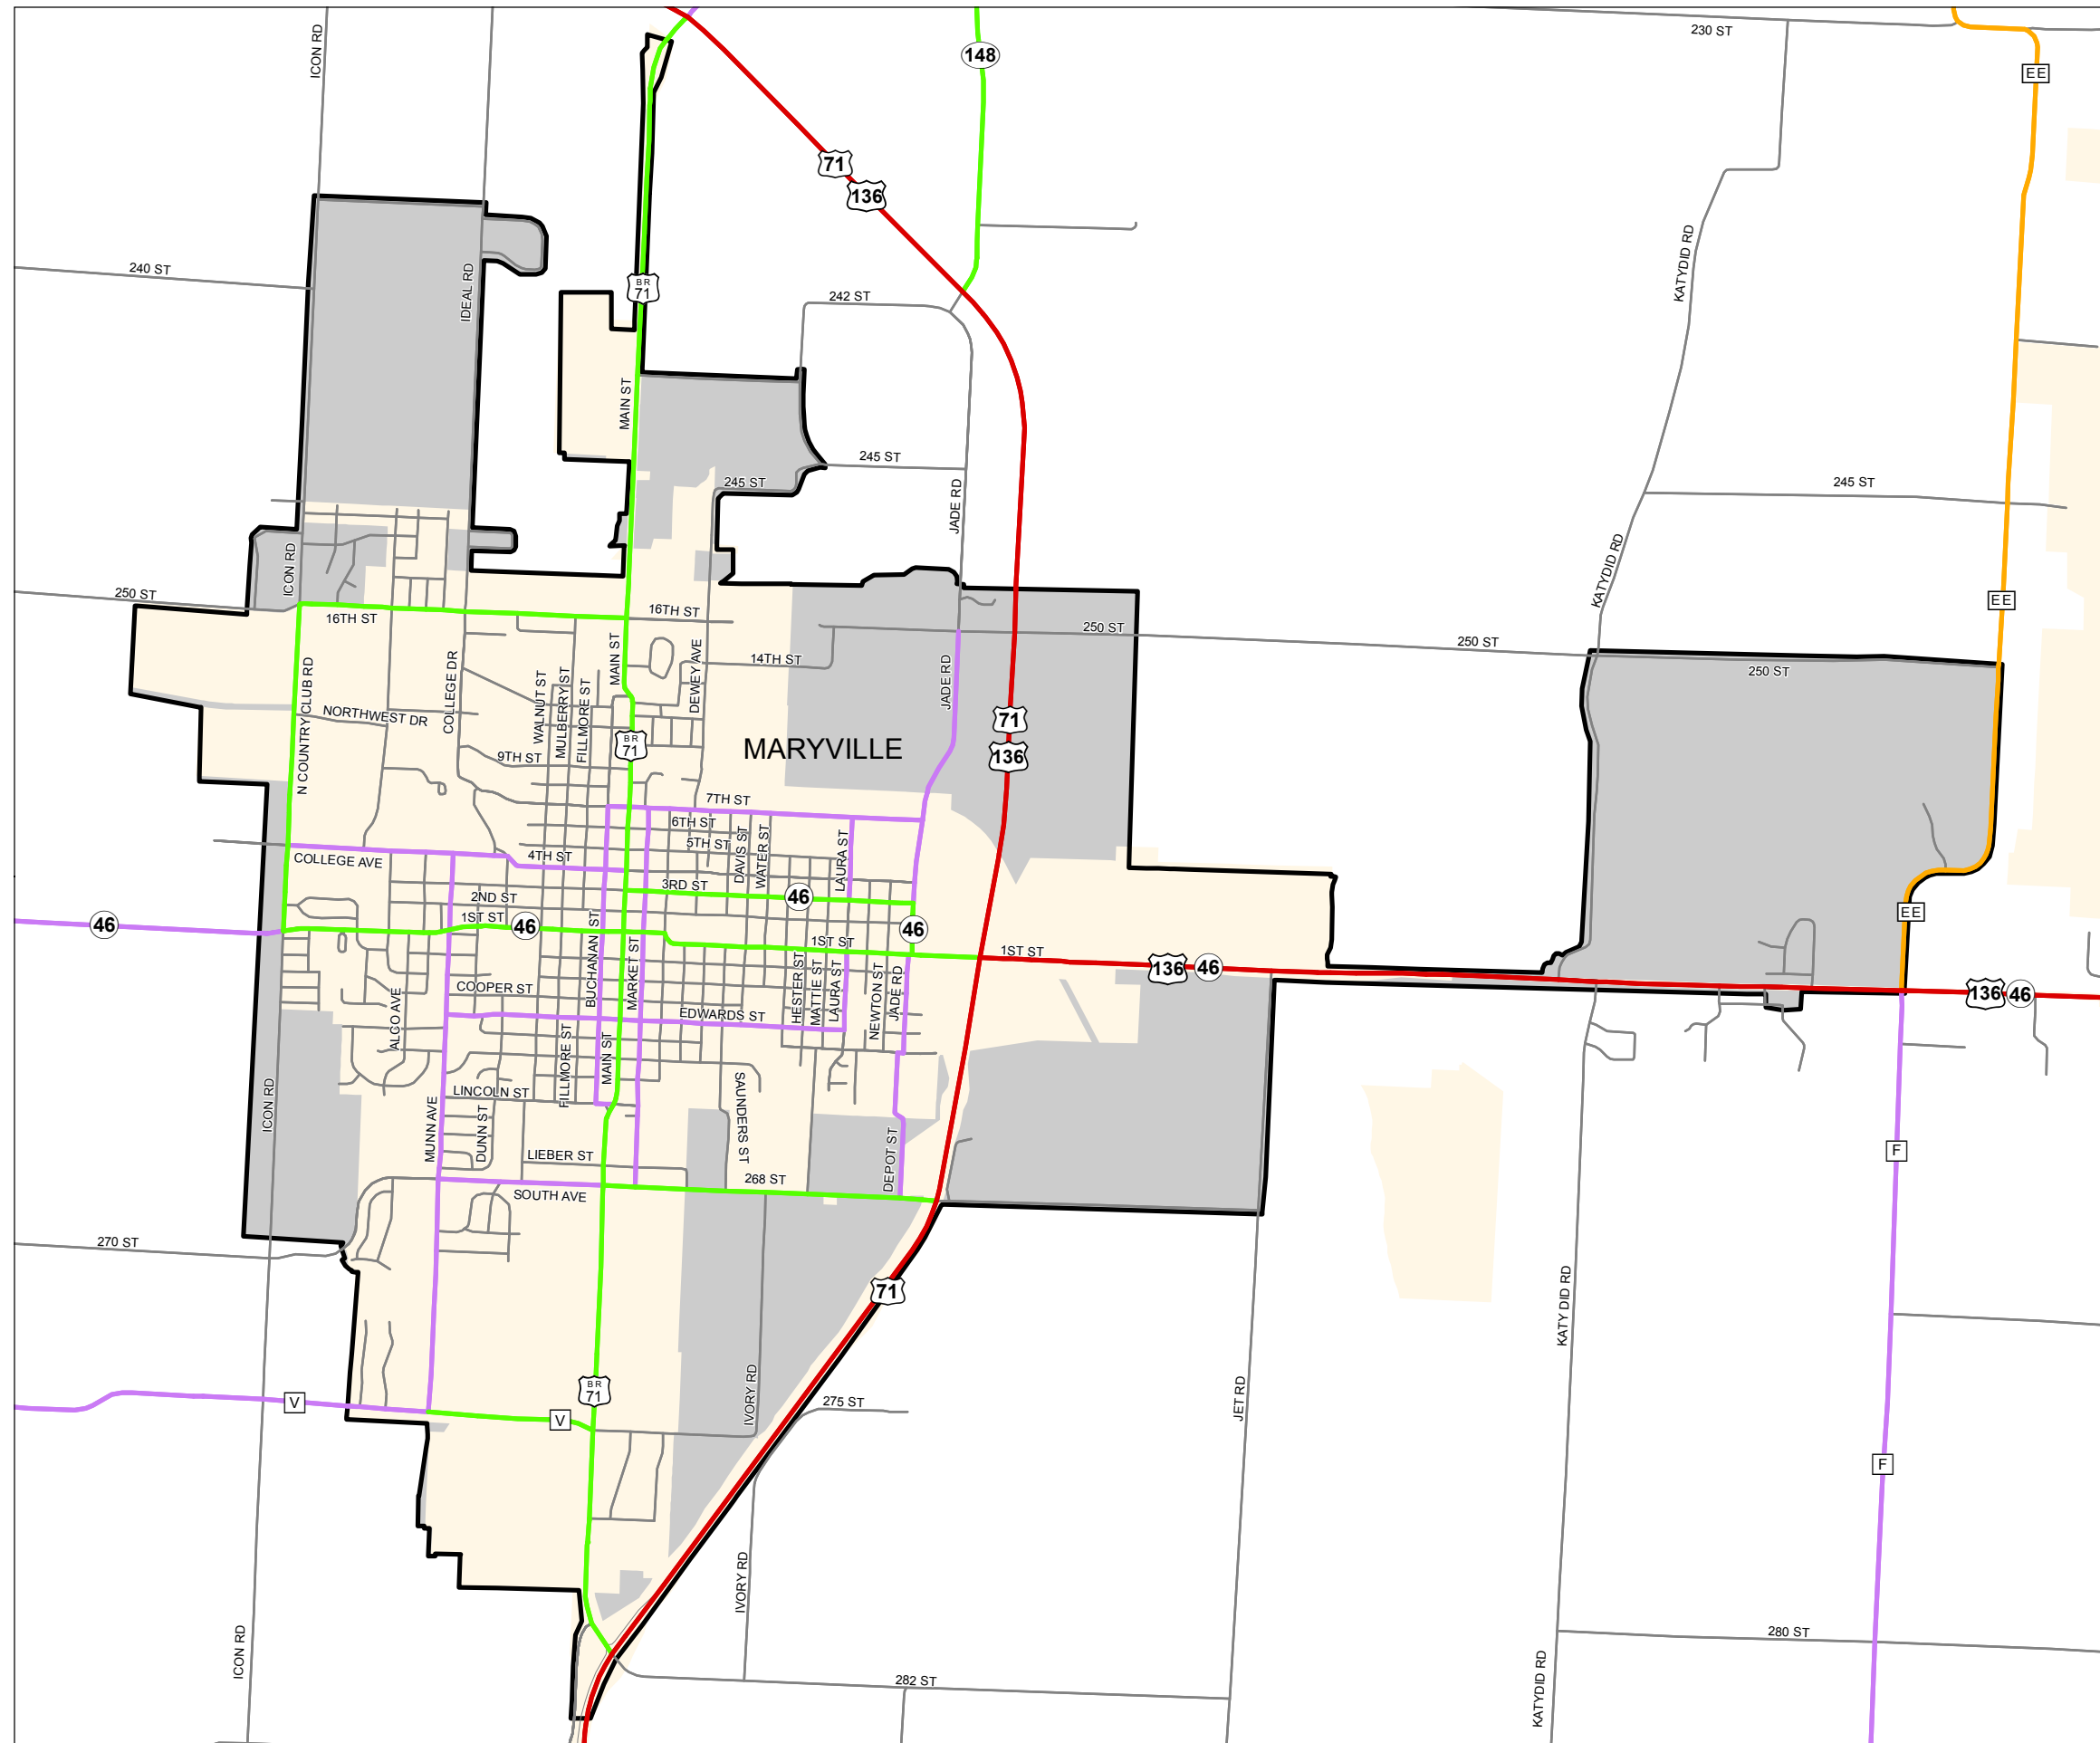 ICON RD
148
230 ST
EE
71
136
KATYDID RD
240 ST
IDEAL RD
BR
71
242 ST
MAIN ST
245 ST
245 ST
245 ST
JADE RD
KATYDID RD
ICON RD
250 ST
16TH ST
16TH ST
EE
250 ST
250 ST
250 ST
14TH ST
MAIN ST
DEWEY AVE
JADE RD
N COUNTRY CLUB RD
COLLEGE DR
NORTHWEST DR
WALNUT ST
MULBERRY ST
FILLMORE ST
71
136
BR
71
MARYVILLE
9TH ST
7TH ST
6TH ST
5TH ST
DAVIS ST
WATER ST
LAURA ST
COLLEGE AVE
4TH ST
3RD ST
46
2ND ST
1ST ST
46
46
46
1ST ST
1ST ST
EE
136
46
136
46
BUCHANAN ST
MARKET ST
HESTER ST
MATTIE ST
LAURA ST
NEWTON ST
JADE RD
COOPER ST
EDWARDS ST
ALCO AVE
FILLMORE ST
MAIN ST
ICON RD
MUNN AVE
LINCOLN ST
DUNN ST
SAUNDERS ST
LIEBER ST
DEPOT ST
F
SOUTH AVE
268 ST
270 ST
71
KATY DID RD
BR
71
V
V
IVORY RD
275 ST
JET RD
F
IVORY RD
ICON RD
280 ST
282 ST
KATYDID RD